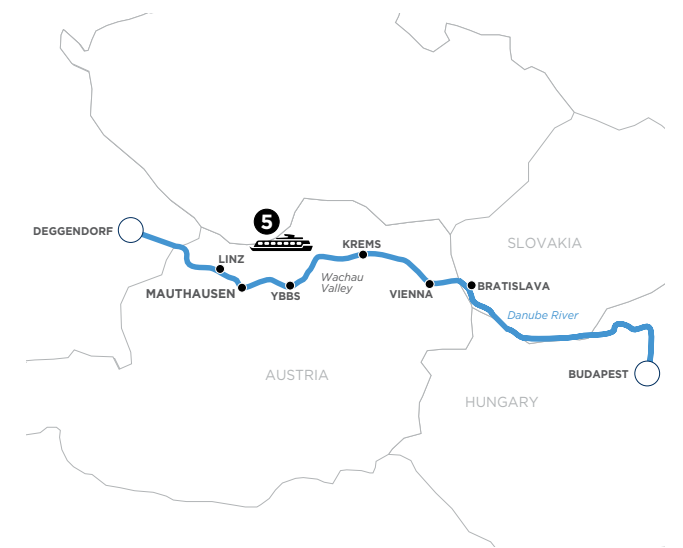 5
DEGGENDORF
KREMS
SLOVAKIA
LINZ
Wachau
Valley
MAUTHAUSEN
YBBS
VIENNA
BRATISLAVA
Danube River
AUSTRIA
BUDAPEST
HUNGARY